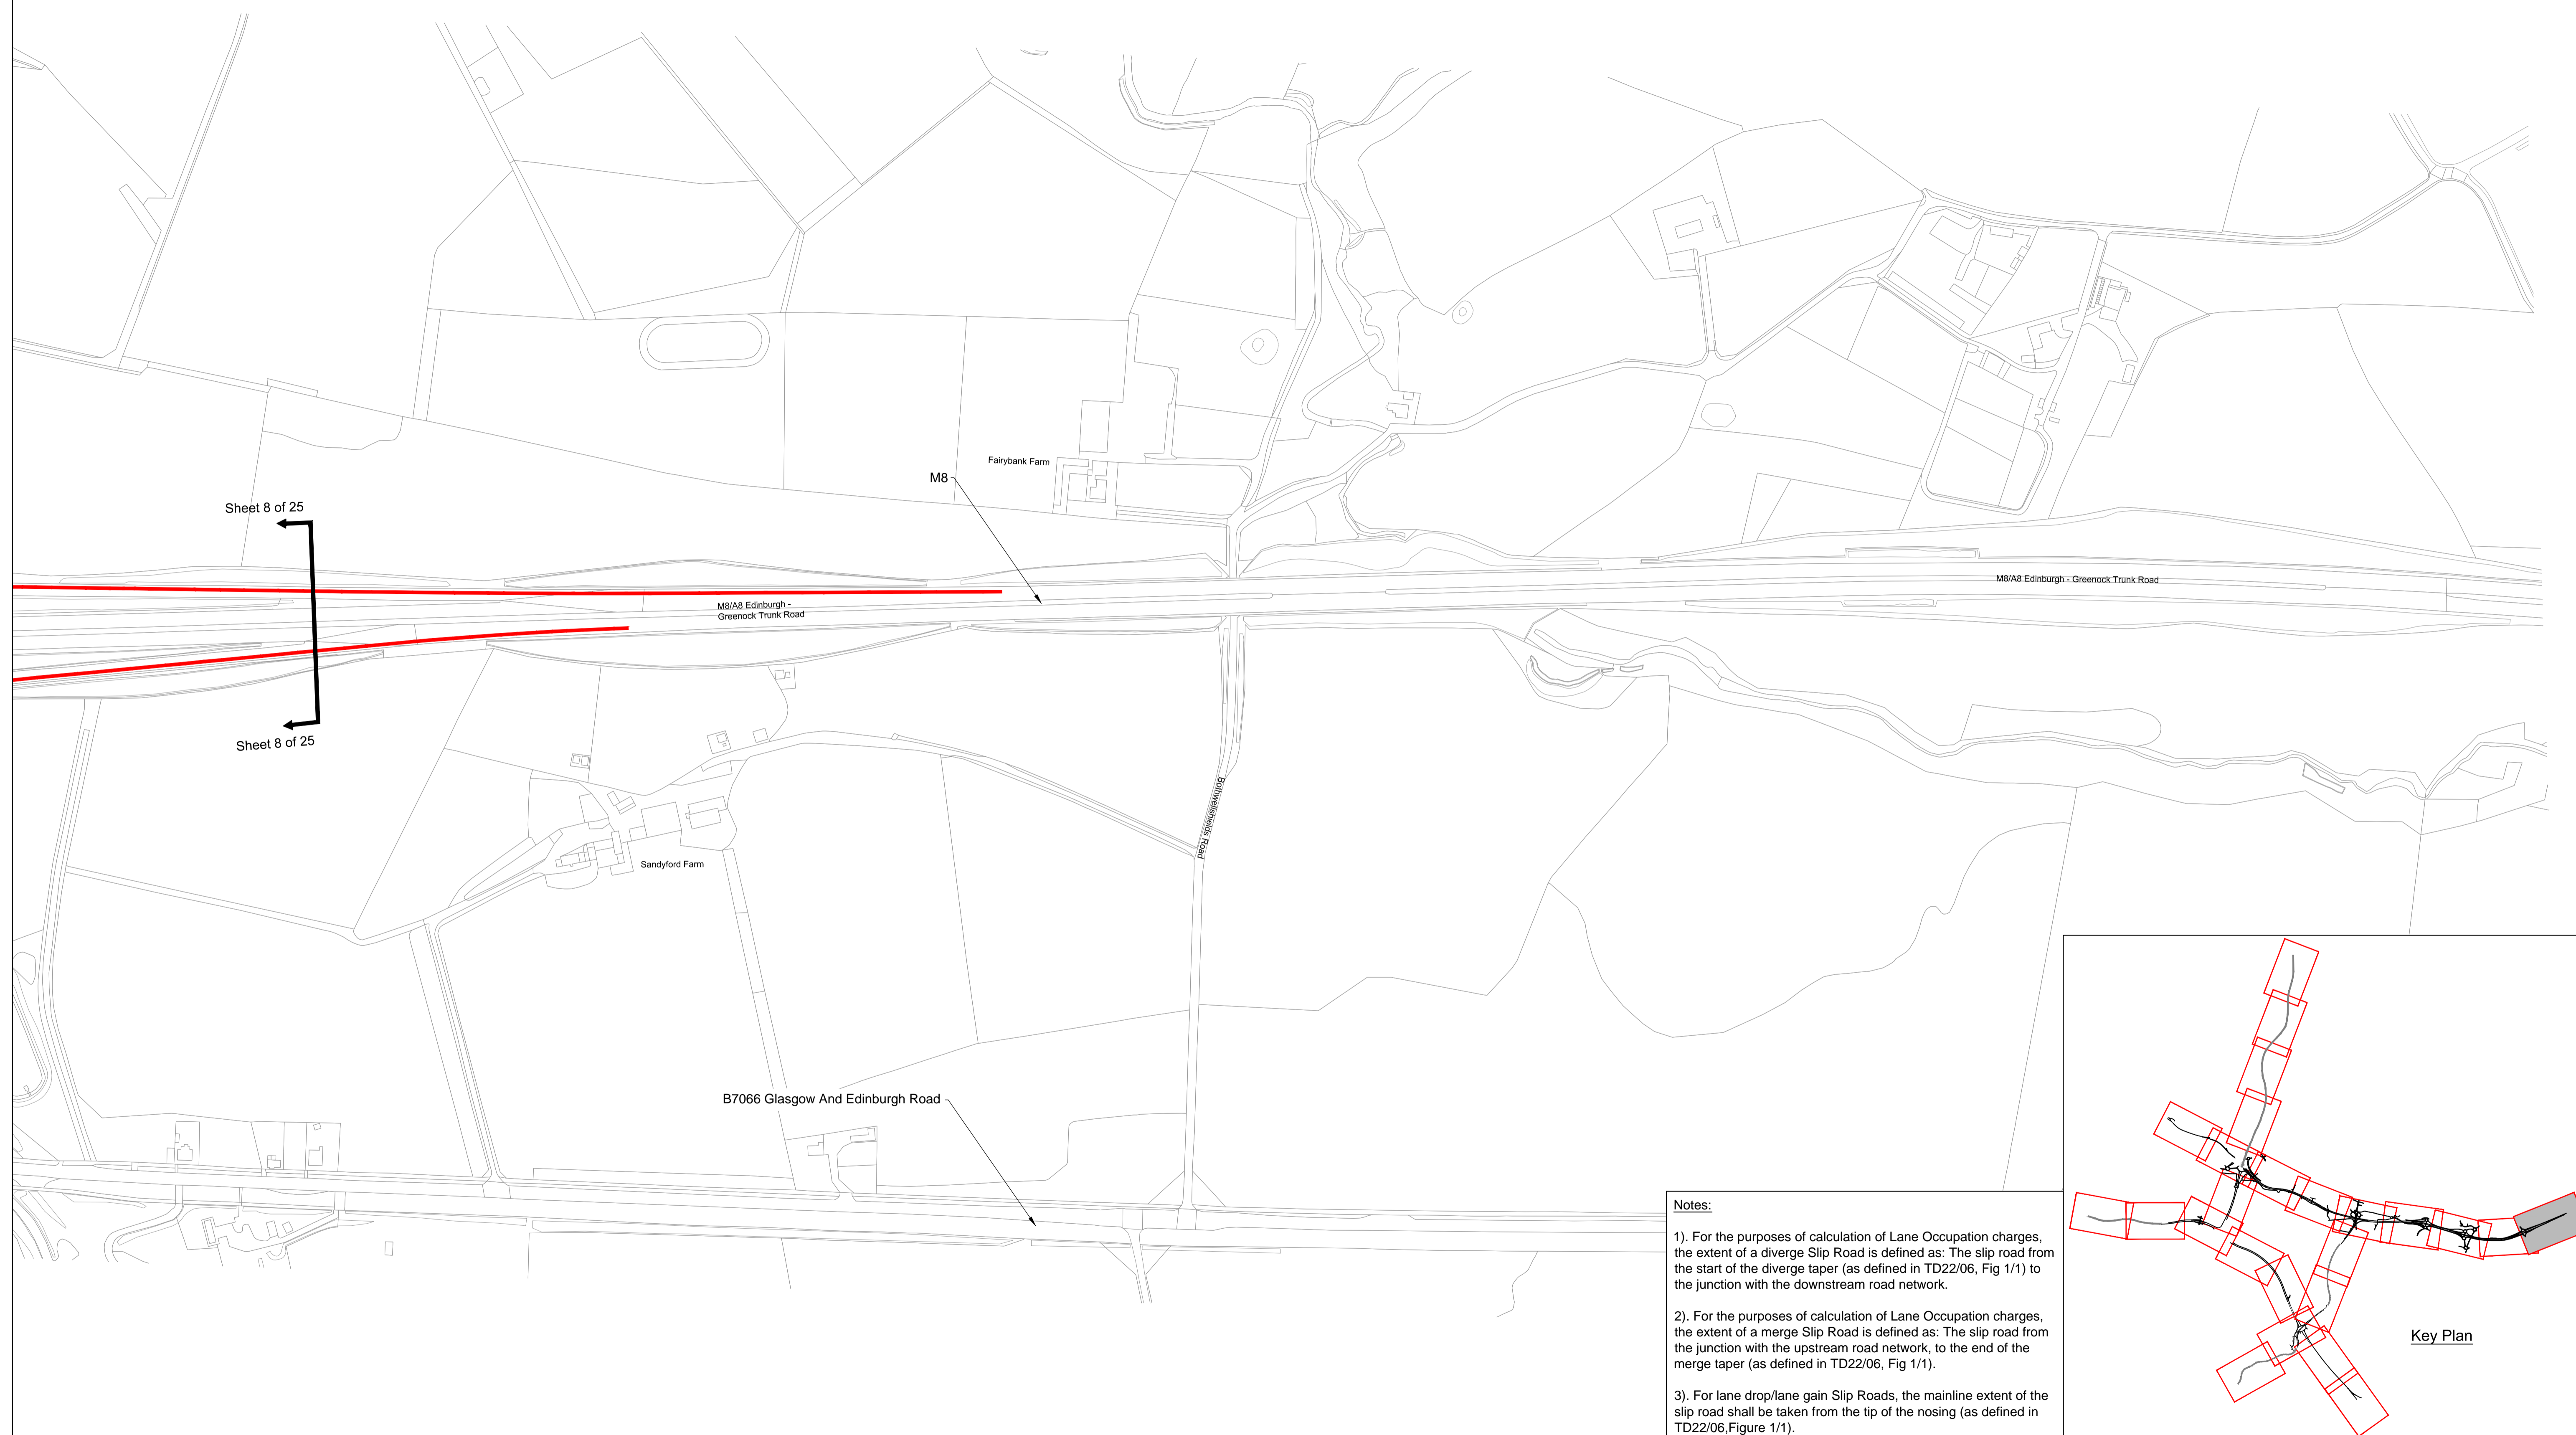 Fairybank Farm
M8
Sheet 8 of 25
M8/A8 Edinburgh - Greenock Trunk Road
M8/A8 Edinburgh -
Greenock Trunk Road
Sheet 8 of 25
Bothwellshields Road
Sandyford Farm
B7066 Glasgow And Edinburgh Road
Notes:
1). For the purposes of calculation of Lane Occupation charges,
the extent of a diverge Slip Road is defined as: The slip road from
the start of the diverge taper (as defined in TD22/06, Fig 1/1) to
the junction with the downstream road network.
2). For the purposes of calculation of Lane Occupation charges,
the extent of a merge Slip Road is defined as: The slip road from
the junction with the upstream road network, to the end of the
merge taper (as defined in TD22/06, Fig 1/1).
3). For lane drop/lane gain Slip Roads, the mainline extent of the
slip road shall be taken from the tip of the nosing (as defined in
TD22/06,Figure 1/1).
Key Plan